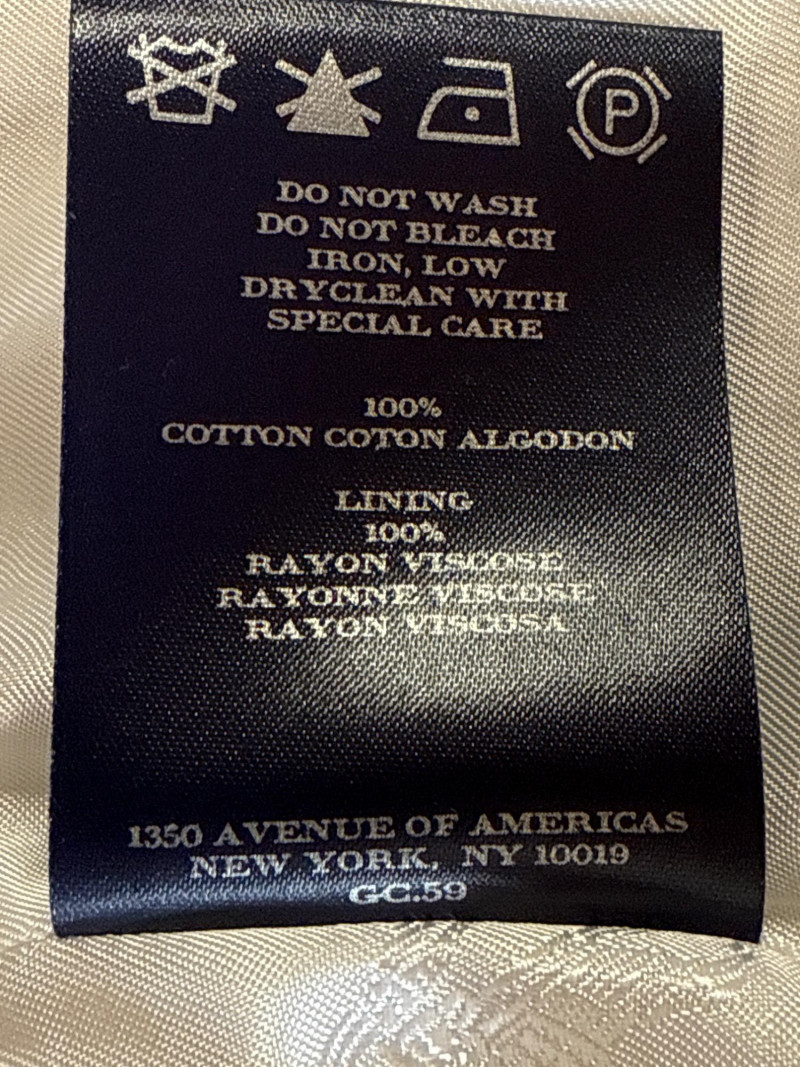 P
DO NOT WASH
DO NOT BLEACH
IRON, LOW
DRYCLEAN WITH
SPECIAL CARE
100%
COTTON COTON ALGODON
LINING
100%
RAYON VISCOSE
RAYONNE VISCOSE
RAYON VISCOSA
1350 AVENUE OF AMERICAS
NEW YORK, NY 10019
GC.59